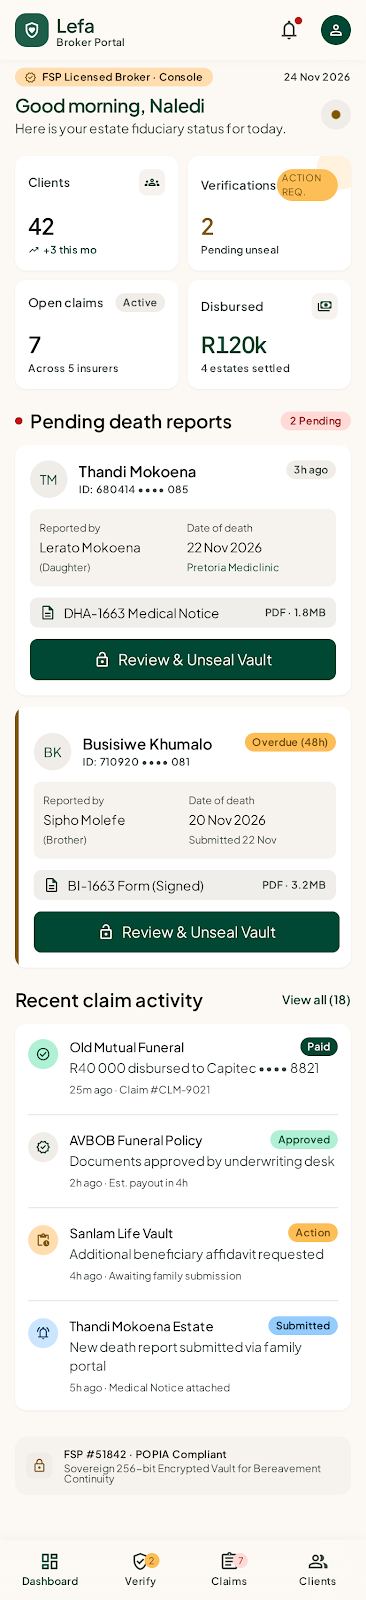 Lefa
Broker Portal
FSP Licensed Broker · Console
24 Nov 2026
Good morning, Naledi
Here is your estate fiduciary status for today.
Clients
42
+3 this mo
Verifications
ACTION
REQ.
2
Pending unseal
Open claims
Active
7
Across 5 insurers
Disbursed
R120k
4 estates settled
Pending death reports
2 Pending
TM
Thandi Mokoena
3h ago
ID: 680414 •••• 085
Reported by
Lerato Mokoena
(Daughter)
Date of death
22 Nov 2026
Pretoria Mediclinic
DHA-1663 Medical Notice
PDF · 1.8MB
Review & Unseal Vault
BK
Busisiwe Khumalo
Overdue (48h)
ID: 710920 •••• 081
Reported by
Sipho Molefe
(Brother)
Date of death
20 Nov 2026
Submitted 22 Nov
BI-1663 Form (Signed)
PDF · 3.2MB
Review & Unseal Vault
Recent claim activity
View all (18)
Old Mutual Funeral
Paid
R40 000 disbursed to Capitec •••• 8821
25m ago · Claim #CLM-9021
AVBOB Funeral Policy
Approved
Documents approved by underwriting desk
2h ago · Est. payout in 4h
Sanlam Life Vault
Action
Additional beneficiary affidavit requested
4h ago · Awaiting family submission
Thandi Mokoena Estate
Submitted
New death report submitted via family
portal
5h ago · Medical Notice attached
FSP #51842 · POPIA Compliant
Sovereign 256-bit Encrypted Vault for Bereavement
Continuity
2
7
Dashboard
Verify
Claims
Clients